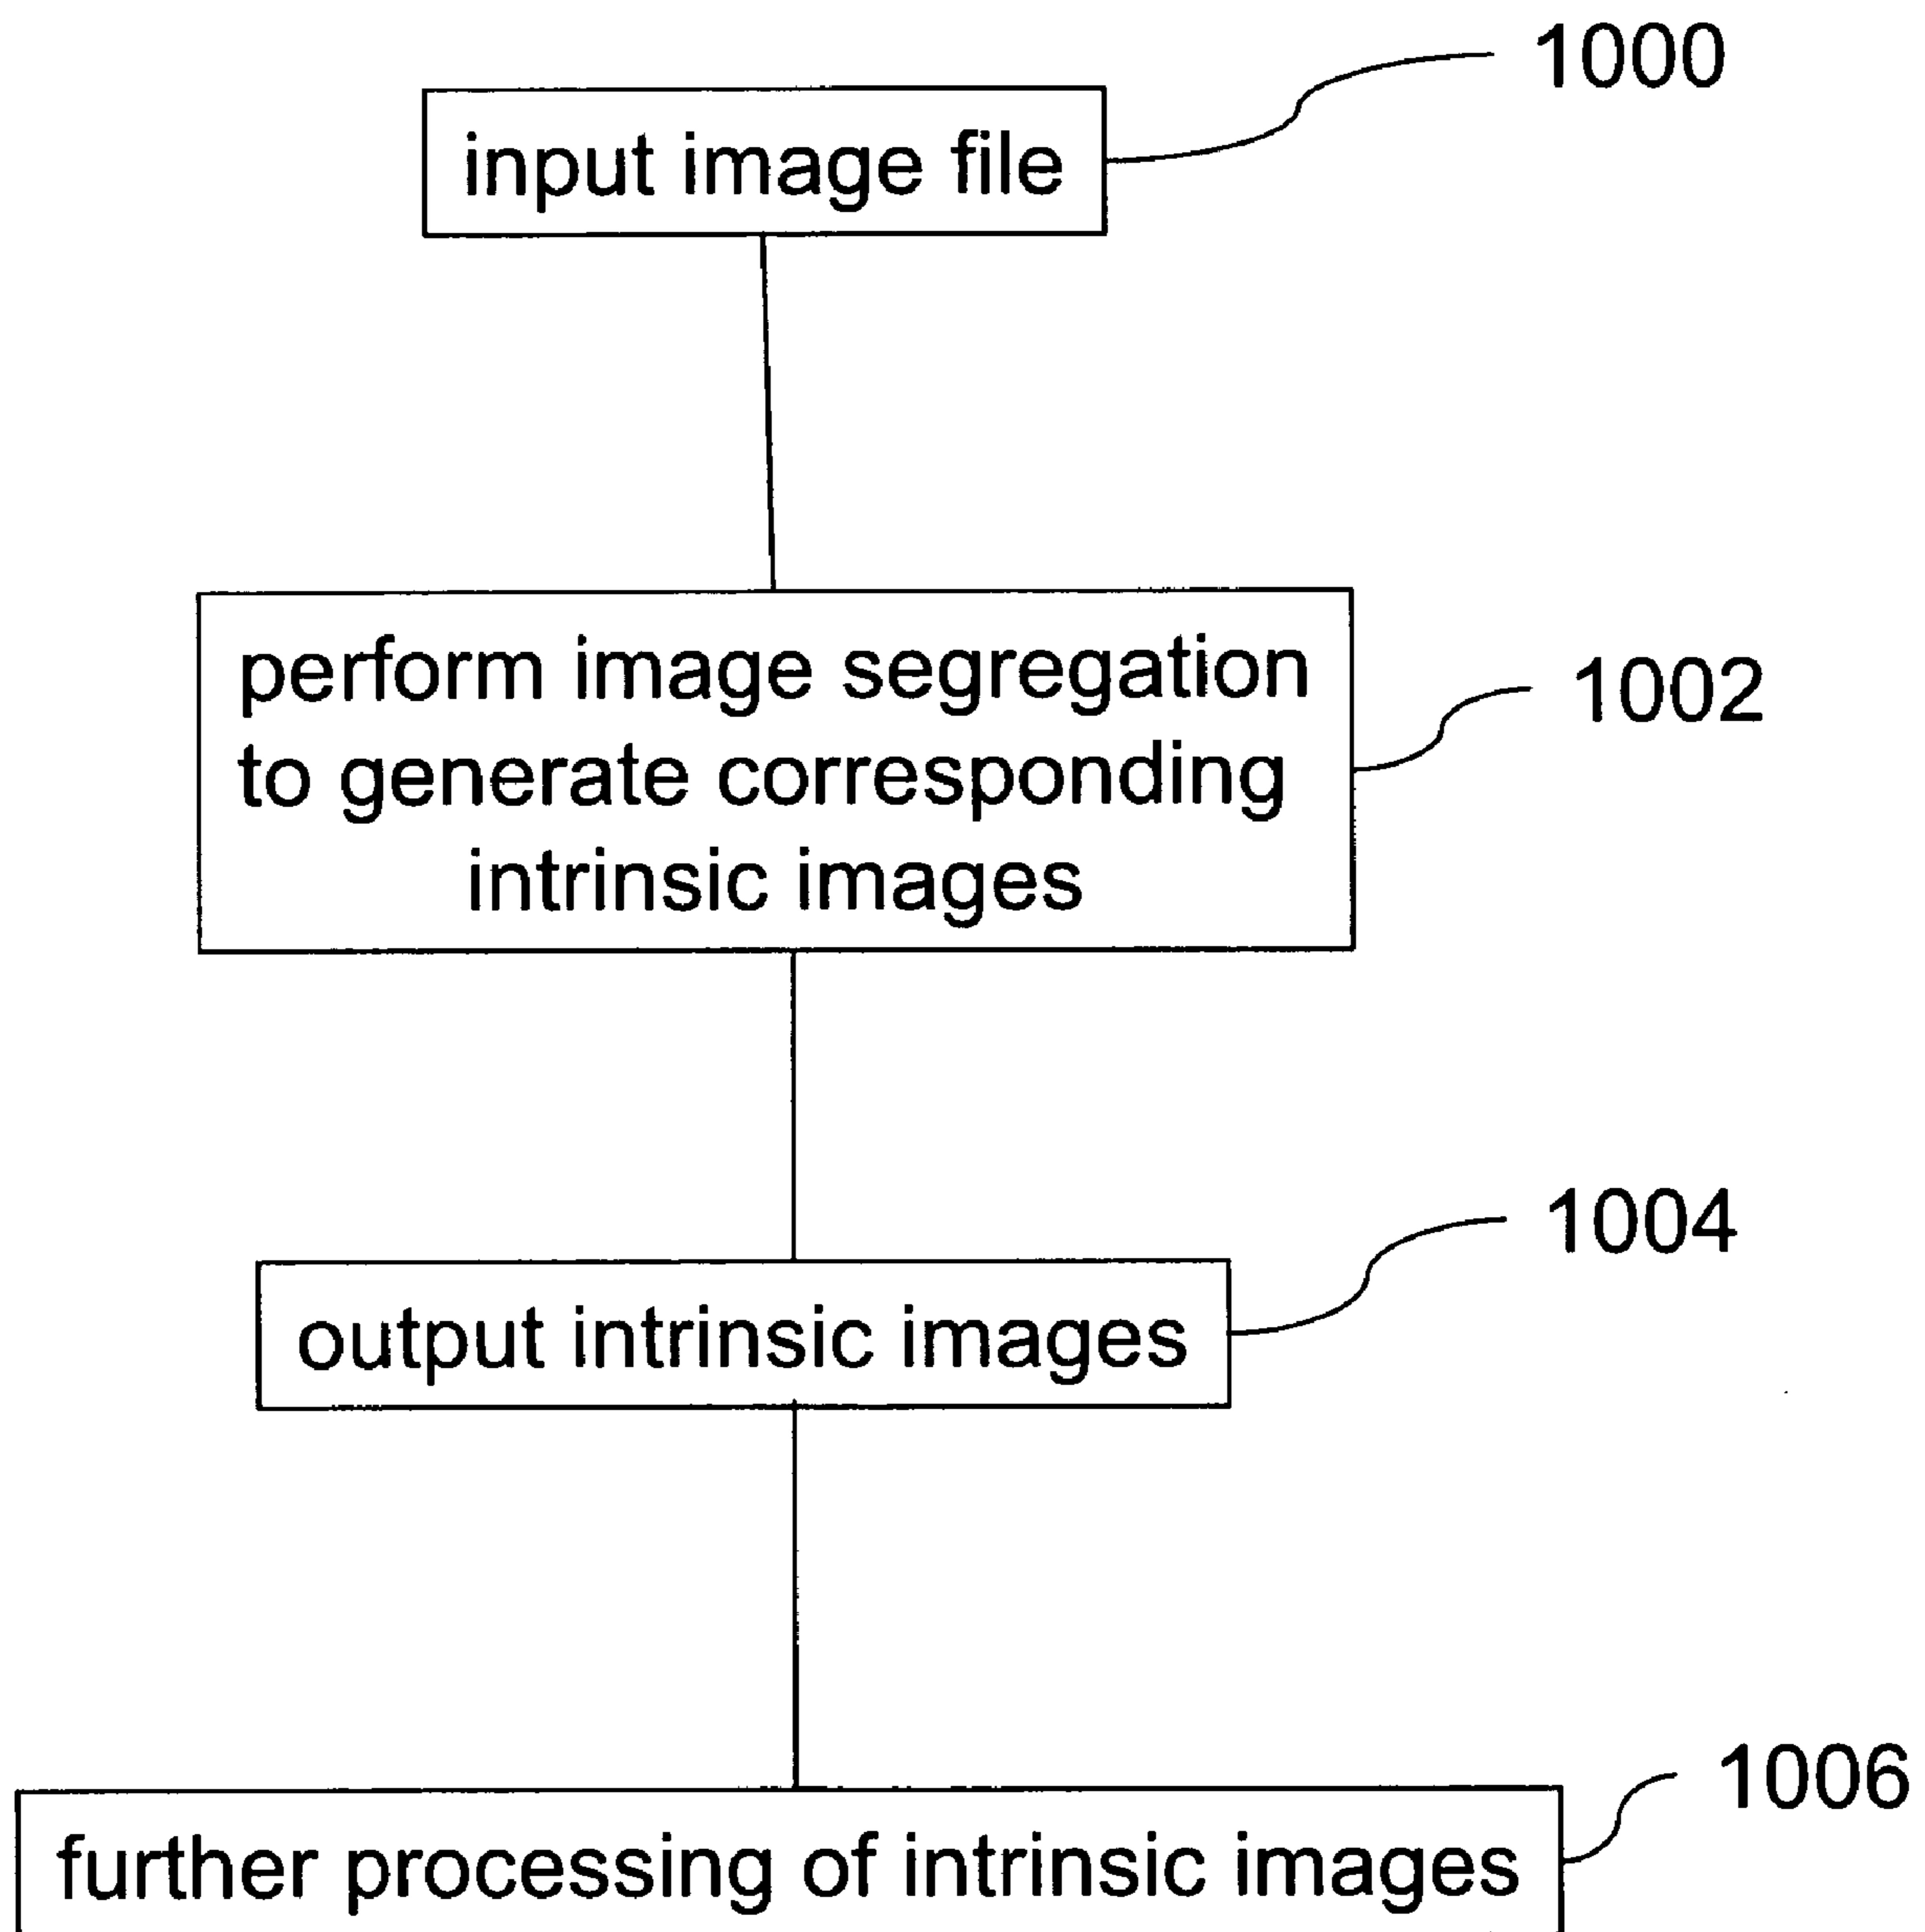 1000
input image file
perform image segregation
to generate corresponding
intrinsic images
1002
1004
output intrinsic images
1006
further processing of intrinsic images